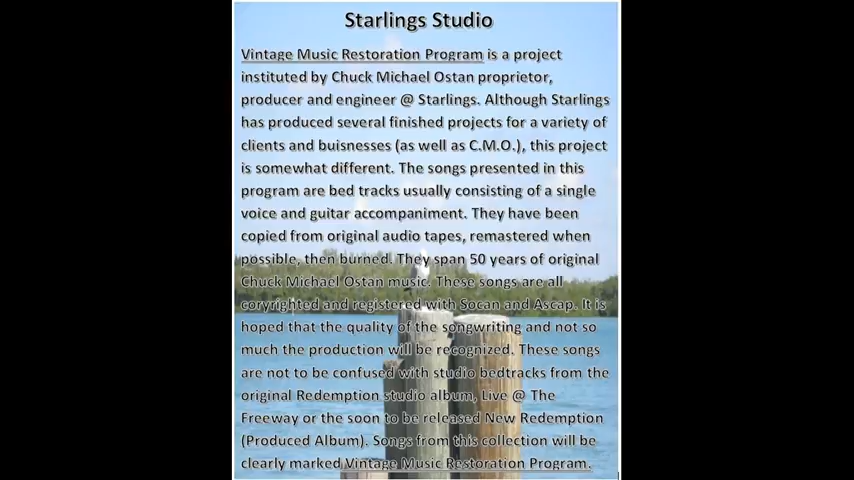 Starlings Studio
Vintage Music Restoration Program is a project
instituted by Chuck Michael Ostan proprietor,
producer and engineer @ Starlings. Although Starlings
has produced several finished projects for a variety of
clients and buisnesses (as well as C.M.O.), this project
is somewhat different. The songs presented in this
program are bed tracks usually consisting of a single
voice and guitar accompaniment. They have been
copied from original audio tapes, remastered when
possible, then burned. They span 50 years of original
Chuck Michael Ostan music. These songs are all
coryrighted and registered with Socan and Ascap. It is
hoped that the quality of the songwriting and not so
much the production will be recognized. These songs
are not to be confused with studio bedtracks from the
original Redemption studio album, Live @ The
Freeway or the soon to be released New Redemption
(Produced Album). Songs from this collection will be
clearly marked Vintage Music Restoration Program.